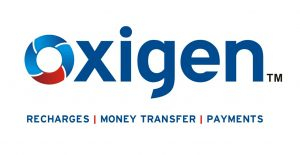 Oxigen™
RECHARGES | MONEY TRANSFER | PAYMENTS